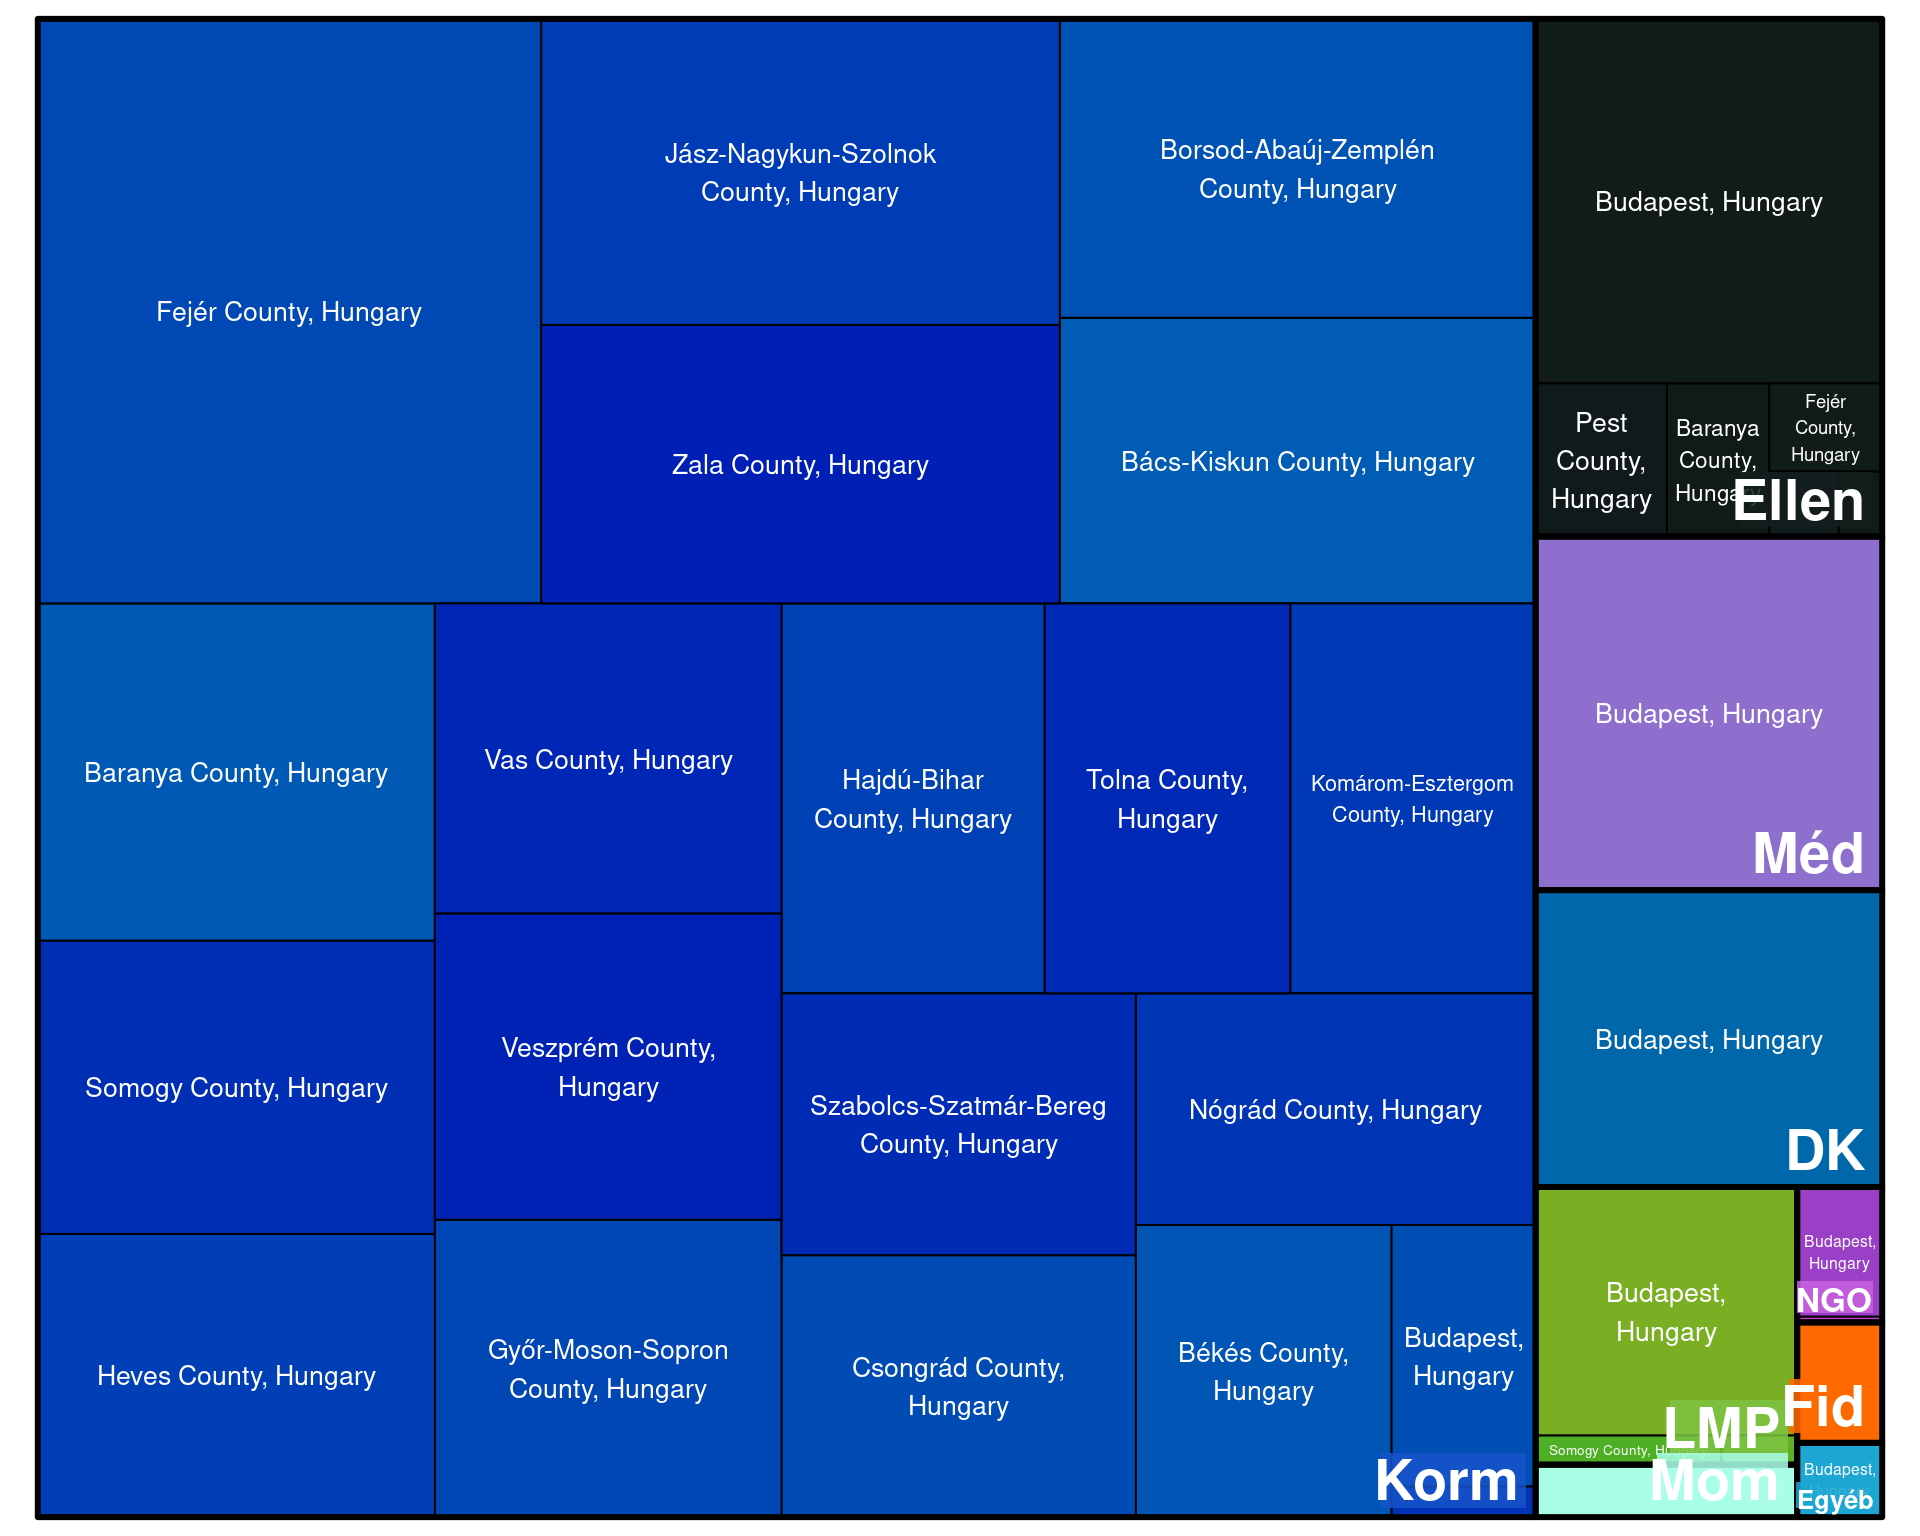 Fejér County, Hungary
Jász-Nagykun-Szolnok
County, Hungary
Borsod-Abaúj-Zemplén
County, Hungary
Zala County, Hungary
Bács-Kiskun County, Hungary
Baranya County, Hungary
Vas County, Hungary
Hajdú-Bihar
County, Hungary
Tolna County,
Hungary
Komárom-Esztergom
County, Hungary
Somogy County, Hungary
Veszprém County,
Hungary
Szabolcs-Szatmár-Bereg
County, Hungary
Nógrád County, Hungary
Heves County, Hungary
Győr-Moson-Sopron
County, Hungary
Csongrád County,
Hungary
Békés County,
Hungary
Budapest,
Hungary
Korm
Budapest, Hungary
Pest
County,
Hungary
Baranya
County,
Hungary
Fejér
County,
Hungary
Ellen
Budapest, Hungary
Méd
Budapest, Hungary
DK
Budapest,
Hungary
Somogy County, Hungary
LMP
Mom
Budapest,
Hungary
NGO
Fid
Budapest,
Egyéb